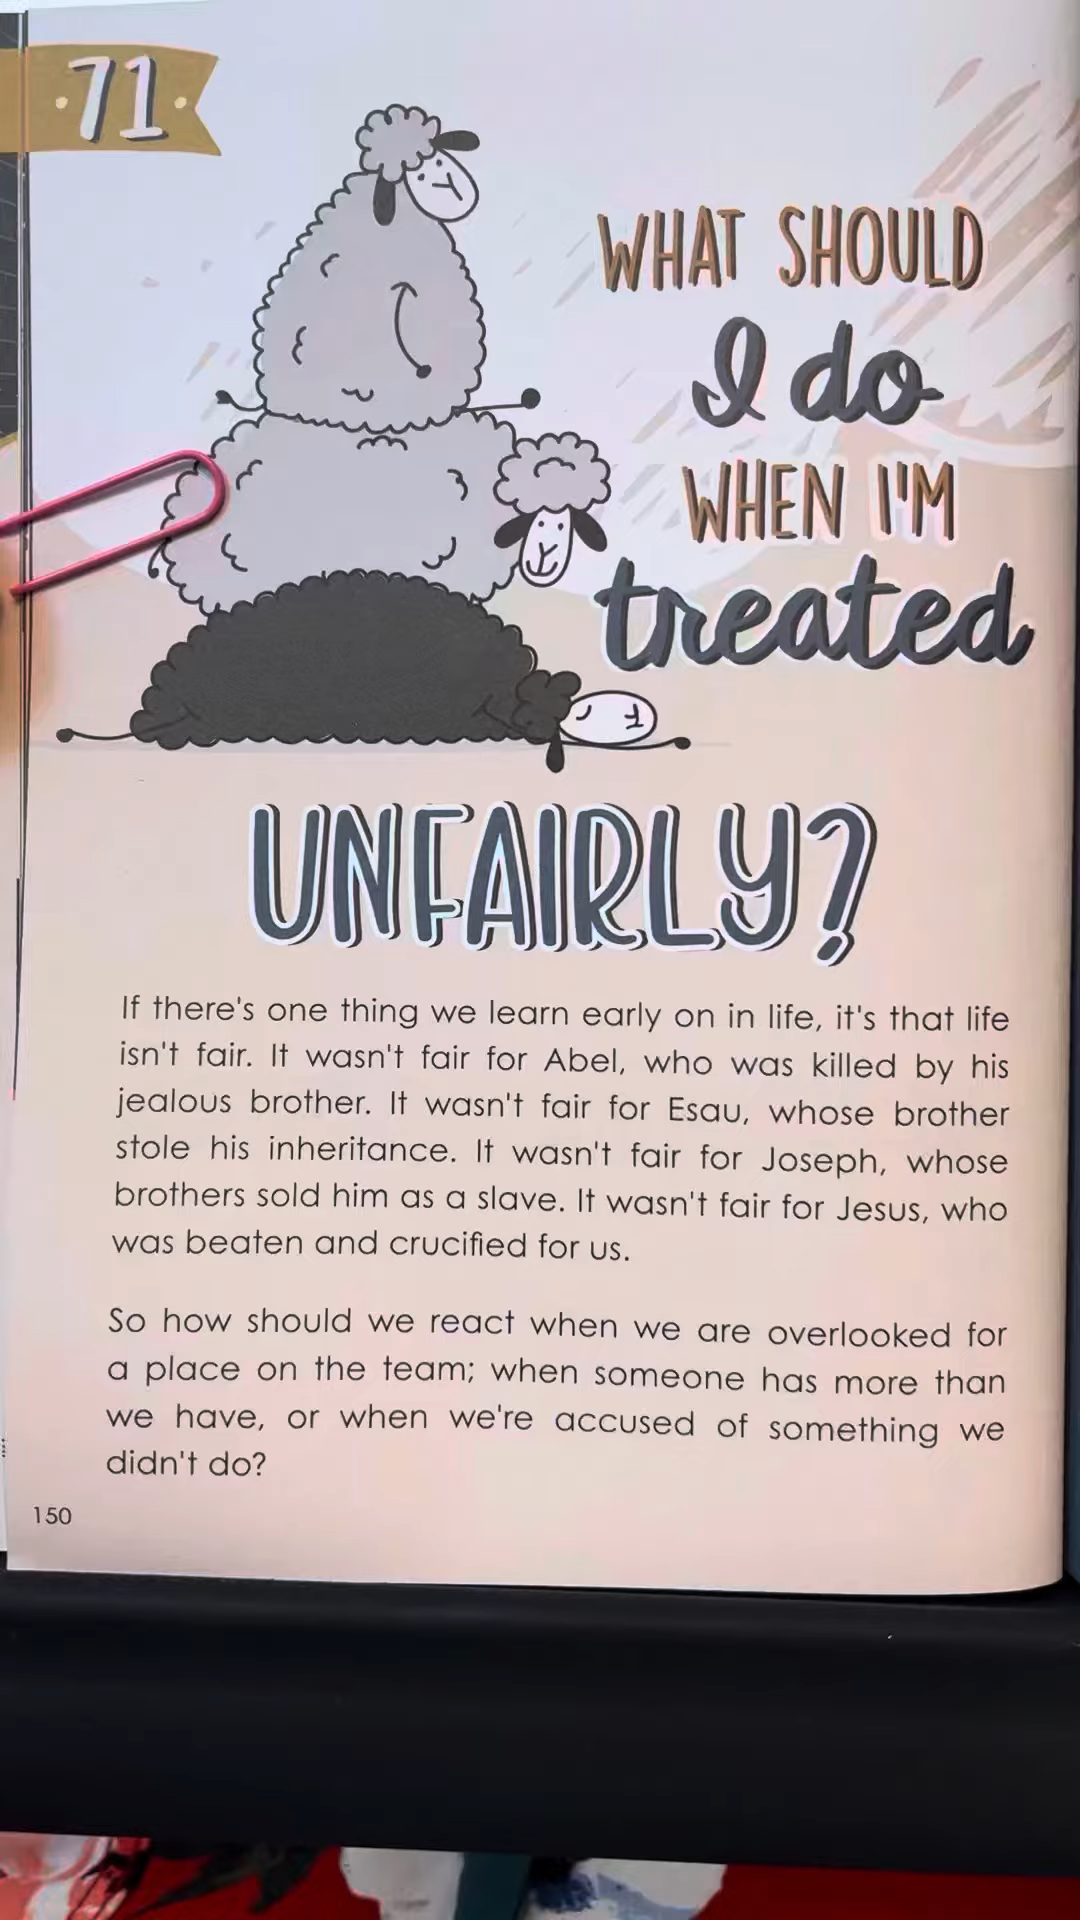 71
WHAT SHOULD
I do
WHEN I'M
treated
UNFAIRLY?
If there's one thing we learn early on in life, it's that life
isn't fair. It wasn't fair for Abel, who was killed by his
jealous brother. It wasn't fair for Esau, whose brother
stole his inheritance. It wasn't fair for Joseph, whose
brothers sold him as a slave. It wasn't fair for Jesus, who
was beaten and crucified for us.
So how should we react when we are overlooked for
a place on the team; when someone has more than
we have, or when we're accused of something we
didn't do?
150